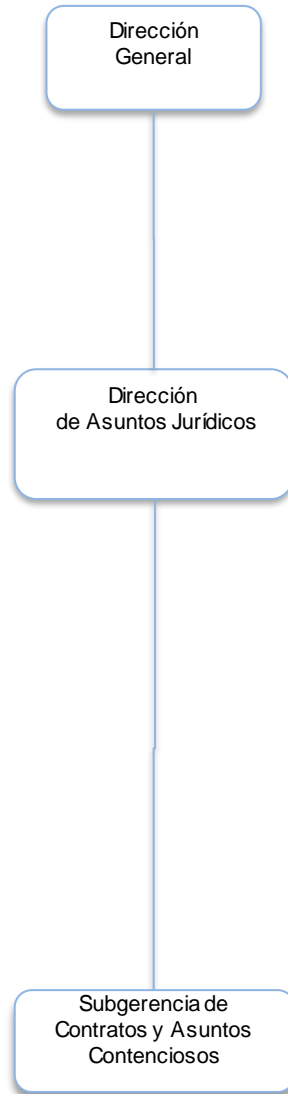 Dirección
General
Dirección
de Asuntos Jurídicos
Subgerencia de
Contratos y Asuntos
Contenciosos